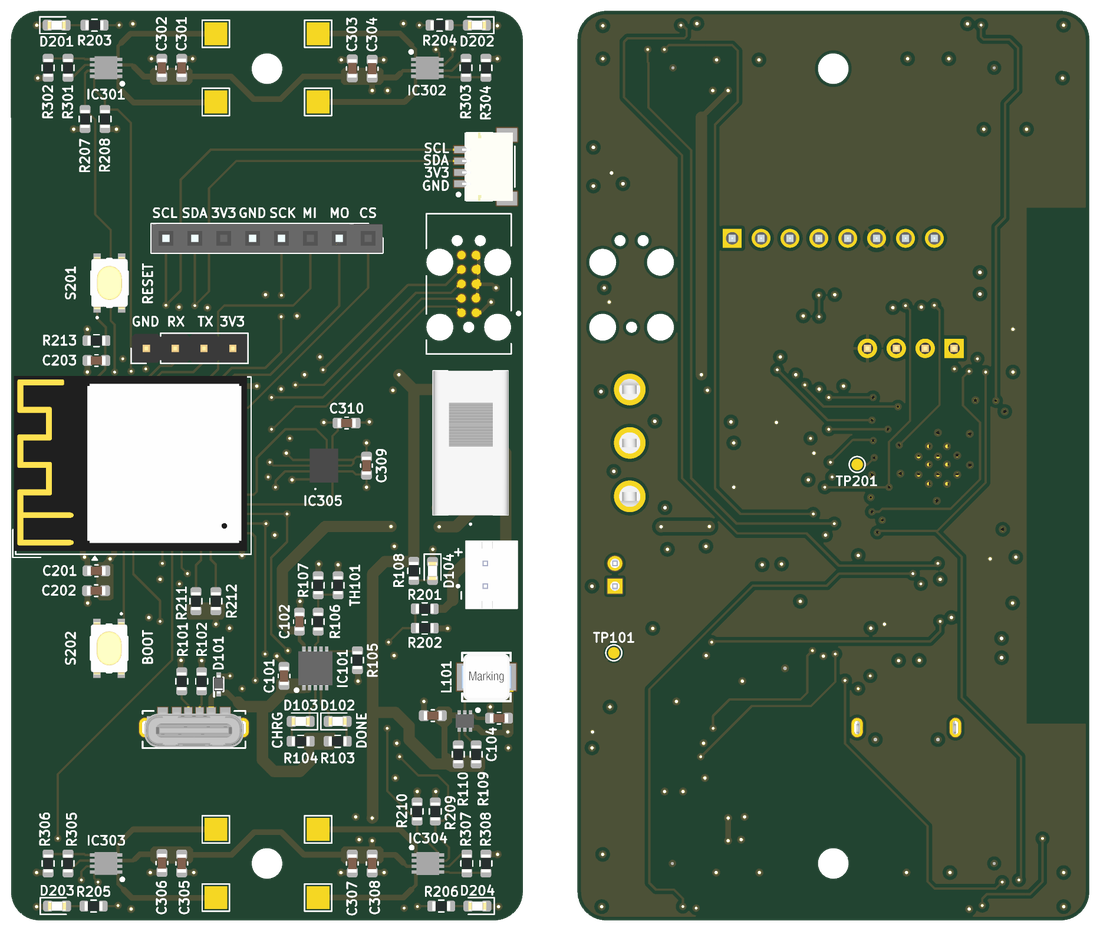 D201 R203
C302
C301
C303
C304
R204 D202
R302
R301
IC301
IC302
R303
R304
R207
R208
SCL
SDA
3V3
GND
SCL SDA 3V3 GND SCK MI MO CS
S201
RESET
GND RX TX 3V3
R213
C203
C310
C309
IC305
TP201
C201
C202
R211
R212
R107
TH101
R108
D104
+
-
R201
R202
S202
BOOT
R101
R102
D101
C102
R106
C101
IC101
R105
L101
Marking
TP101
D103 D102
CHRG
DONE
R104 R103
C104
R110
R109
R210
R209
R306
R305
IC303
IC304
R307
R308
D203 R205
C306
C305
C307
C308
R206 D204